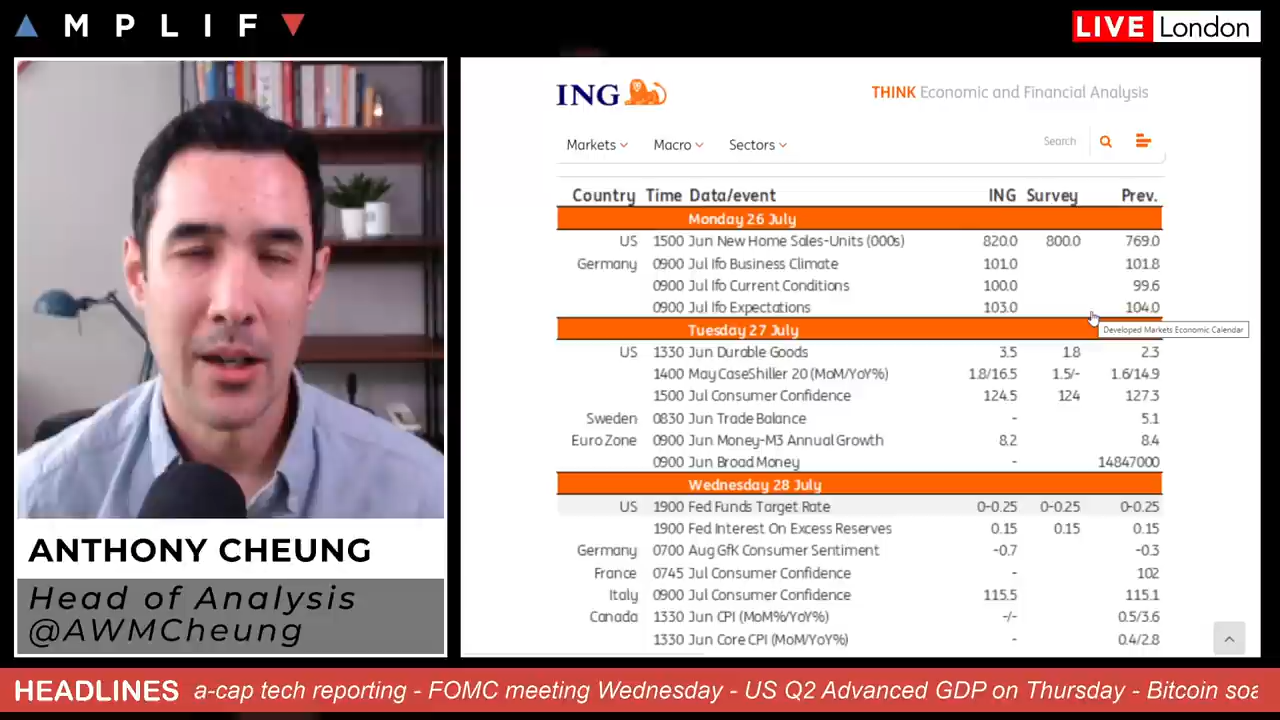 AMPLIFY
LIVE London
ING
THINK Economic and Financial Analysis
Markets Macro Sectors Search
Country Time Data/event ING Survey Prev.
Monday 26 July
US 1500 Jun New Home Sales-Units (000s) 820.0 800.0 769.0
Germany 0900 Jul Ifo Business Climate 101.0 101.8
0900 Jul Ifo Current Conditions 100.0 99.6
0900 Jul Ifo Expectations 103.0 104.0
Tuesday 27 July
Developed Markets Economic Calendar
US 1330 Jun Durable Goods 3.5 1.8 2.3
1400 May CaseShiller 20 (MoM/YoY%) 1.8/16.5 1.5/- 1.6/14.9
1500 Jul Consumer Confidence 124.5 124 127.3
Sweden 0830 Jun Trade Balance - 5.1
Euro Zone 0900 Jun Money-M3 Annual Growth 8.2 8.4
0900 Jun Broad Money - 14847000
Wednesday 28 July
US 1900 Fed Funds Target Rate 0-0.25 0-0.25 0-0.25
1900 Fed Interest On Excess Reserves 0.15 0.15 0.15
Germany 0700 Aug GfK Consumer Sentiment -0.7 -0.3
France 0745 Jul Consumer Confidence - 102
Italy 0900 Jul Consumer Confidence 115.5 115.1
Canada 1330 Jun CPI (MoM%/YoY%) -/- 0.5/3.6
1330 Jun Core CPI (MoM/YoY%) - 0.4/2.8
ANTHONY CHEUNG
Head of Analysis
@AWMCheung
HEADLINES a-cap tech reporting - FOMC meeting Wednesday - US Q2 Advanced GDP on Thursday - Bitcoin soa